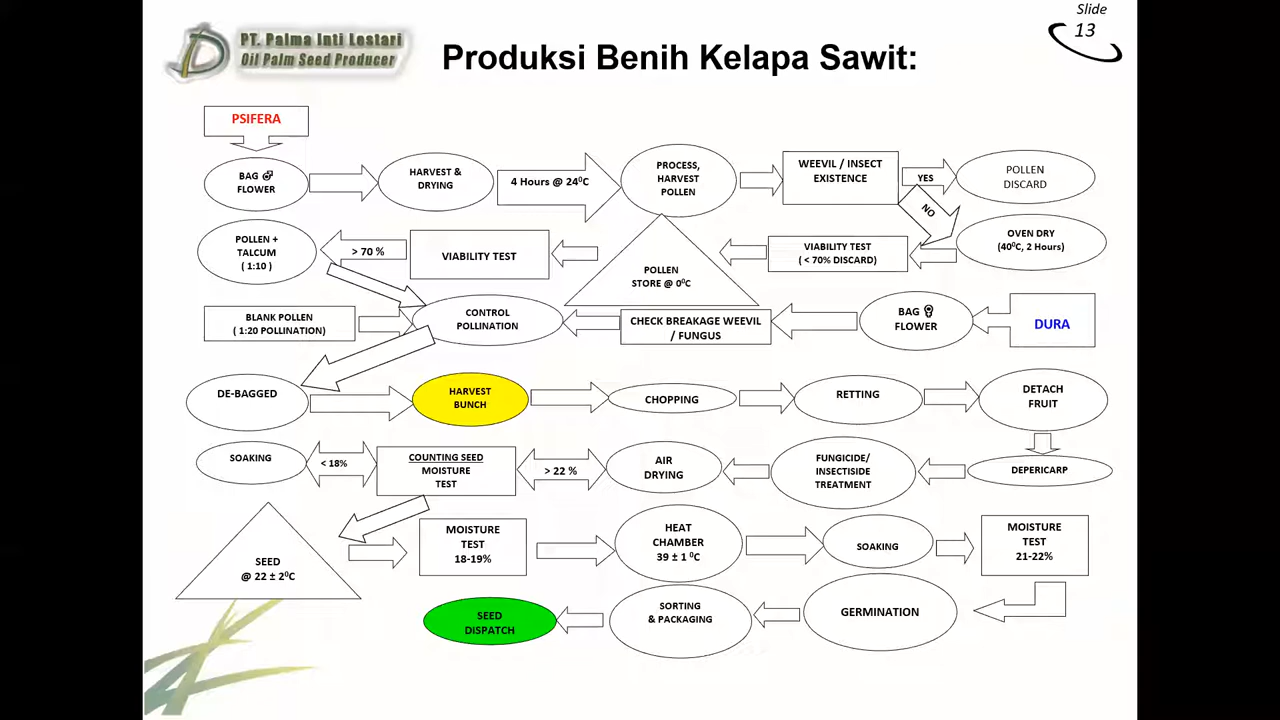 Slide
13
PT. Palma Inti Lestari
Oil Palm Seed Producer
Produksi Benih Kelapa Sawit:
PSIFERA
BAG ♂
FLOWER
HARVEST &
DRYING
4 Hours @ 24⁰C
PROCESS,
HARVEST
POLLEN
WEEVIL / INSECT
EXISTENCE
YES
POLLEN
DISCARD
NO
OVEN DRY
(40⁰C, 2 Hours)
VIABILITY TEST
( < 70% DISCARD)
POLLEN
STORE @ 0⁰C
VIABILITY TEST
> 70 %
POLLEN +
TALCUM
( 1:10 )
BLANK POLLEN
( 1:20 POLLINATION)
CONTROL
POLLINATION
CHECK BREAKAGE WEEVIL
/ FUNGUS
BAG ♀
FLOWER
DURA
DE-BAGGED
HARVEST
BUNCH
CHOPPING
RETTING
DETACH
FRUIT
DEPERICARP
FUNGICIDE/
INSECTISIDE
TREATMENT
AIR
DRYING
> 22 %
COUNTING SEED
MOISTURE
TEST
< 18%
SOAKING
SEED
@ 22 ± 2⁰C
MOISTURE
TEST
18-19%
HEAT
CHAMBER
39 ± 1 ⁰C
SOAKING
MOISTURE
TEST
21-22%
GERMINATION
SORTING
& PACKAGING
SEED
DISPATCH